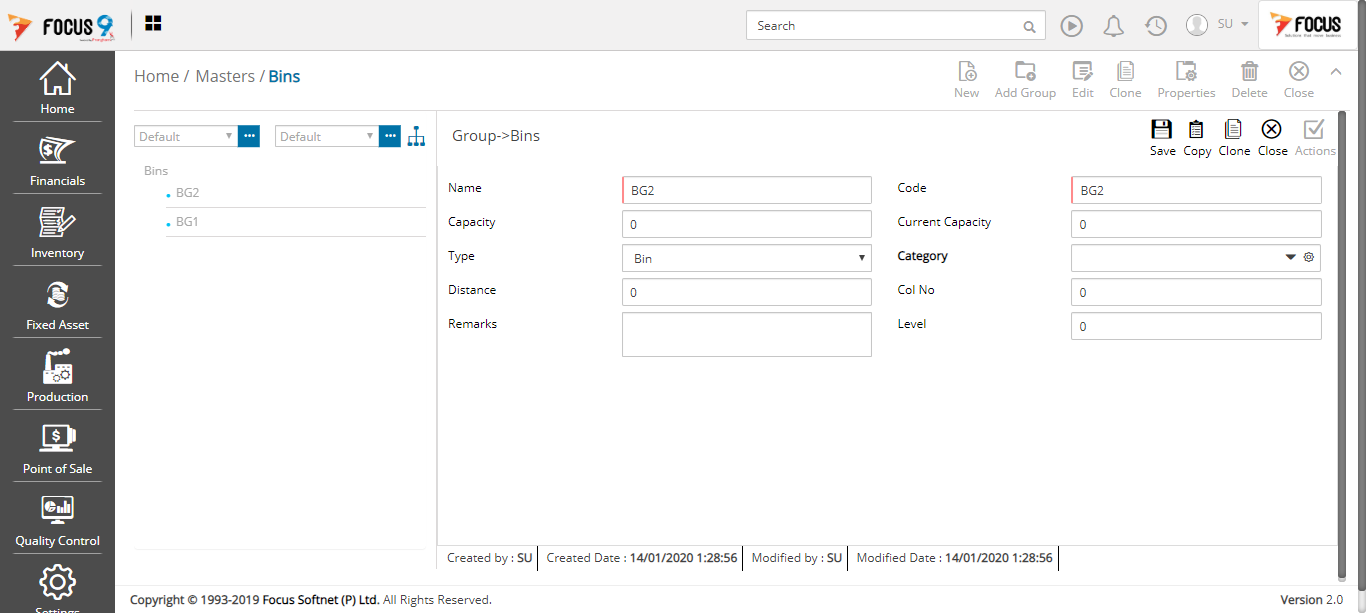 FOCUS 9
Search
SU
FOCUS
Home
Financials
Inventory
Fixed Asset
Production
Point of Sale
Quality Control
Settings
Home / Masters / Bins
New Add Group Edit Clone Properties Delete Close
Default Default
Bins
BG2
BG1
Group->Bins
Save Copy Clone Close Actions
Name BG2 Code BG2
Capacity 0 Current Capacity 0
Type Bin Category
Distance 0 Col No 0
Remarks Level 0
Created by : SU Created Date : 14/01/2020 1:28:56 Modified by : SU Modified Date : 14/01/2020 1:28:56
Copyright © 1993-2019 Focus Softnet (P) Ltd. All Rights Reserved. Version 2.0